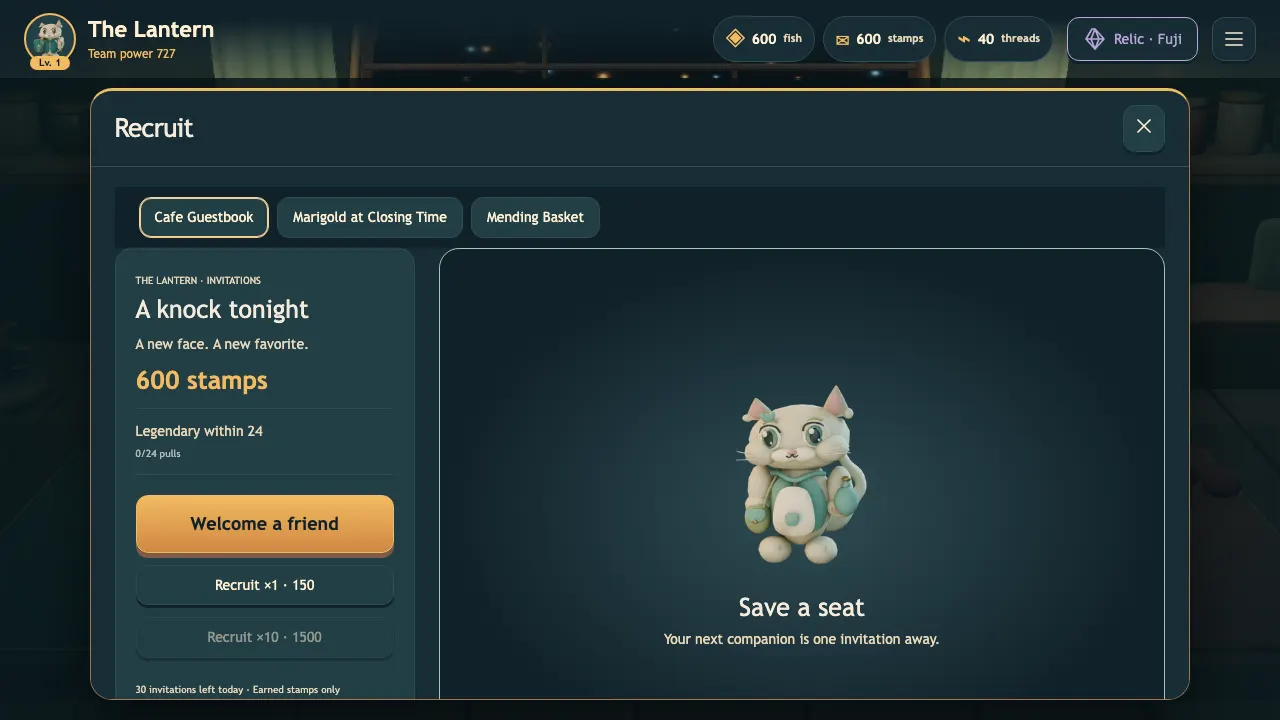 The Lantern
Team power 727
Lv. 1
600 fish
600 stamps
40 threads
Relic · Fuji
Recruit
Cafe Guestbook
Marigold at Closing Time
Mending Basket
THE LANTERN · INVITATIONS
A knock tonight
A new face. A new favorite.
600 stamps
Legendary within 24
0/24 pulls
Welcome a friend
Recruit ×1 · 150
Recruit ×10 · 1500
30 invitations left today · Earned stamps only
Save a seat
Your next companion is one invitation away.